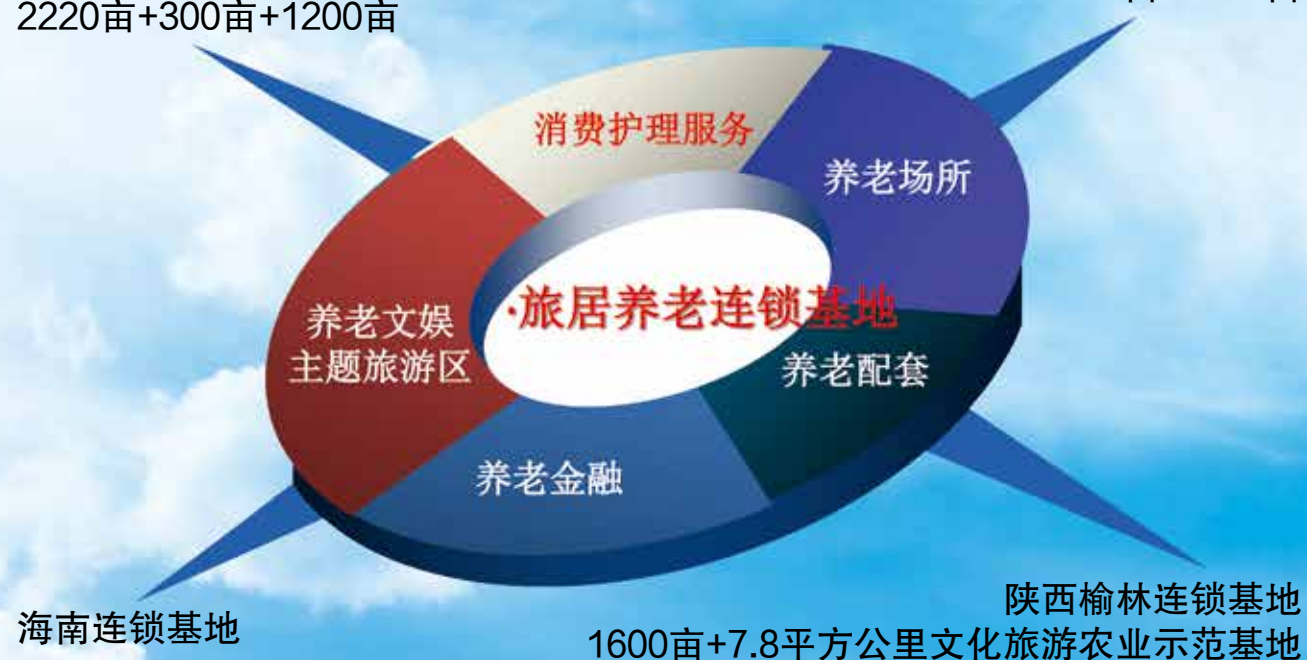 2220亩+300亩+1200亩
消费护理服务
养老场所
·旅居养老连锁基地
养老文娱
主题旅游区
养老配套
养老金融
海南连锁基地
陕西榆林连锁基地
1600亩+7.8平方公里文化旅游农业示范基地